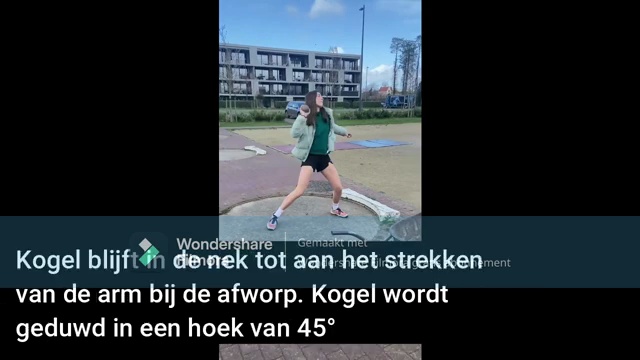 Wondershare
Filmora
Gemaakt met
Kogel blijft in de nek tot aan het strekken
van de arm bij de afworp. Kogel wordt
geduwd in een hoek van 45°